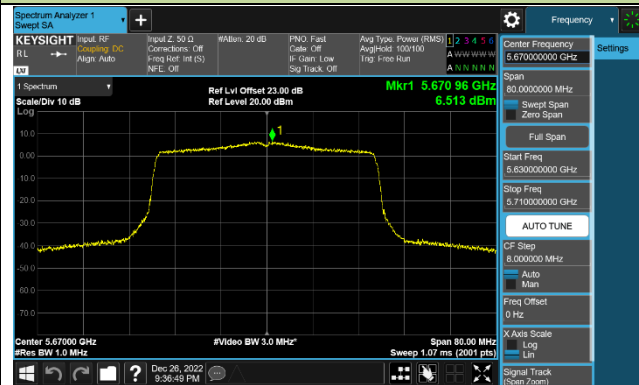 Spectrum Analyzer 1
Swept SA
Frequency
KEYSIGHT
RL
LXI
Input: RF
Coupling: DC
Align: Auto
Input Z: 50 Ω
Corrections: Off
Freq Ref: Int (S)
NFE: Off
#Atten: 20 dB
PNO: Fast
Gate: Off
IF Gain: Low
Sig Track: Off
Avg Type: Power (RMS)
Avg|Hold: 100/100
Trig: Free Run
1 2 3 4 5 6
A W W W W W
A N N N N N
1 Spectrum
Scale/Div 10 dB
Log
Ref Lvl Offset 23.00 dB
Ref Level 20.00 dBm
Mkr1 5.670 96 GHz
6.513 dBm
1
10.0
0.00
-10.0
-20.0
-30.0
-40.0
-50.0
-60.0
-70.0
Center 5.67000 GHz
#Res BW 1.0 MHz
#Video BW 3.0 MHz*
Span 80.00 MHz
Sweep 1.07 ms (2001 pts)
Center Frequency
5.670000000 GHz
Settings
Span
80.0000000 MHz
Swept Span
Zero Span
Full Span
Start Freq
5.630000000 GHz
Stop Freq
5.710000000 GHz
AUTO TUNE
CF Step
8.000000 MHz
Auto
Man
Freq Offset
0 Hz
X Axis Scale
Log
Lin
Signal Track
(Span Zoom)
Dec 26, 2022
9:36:49 PM